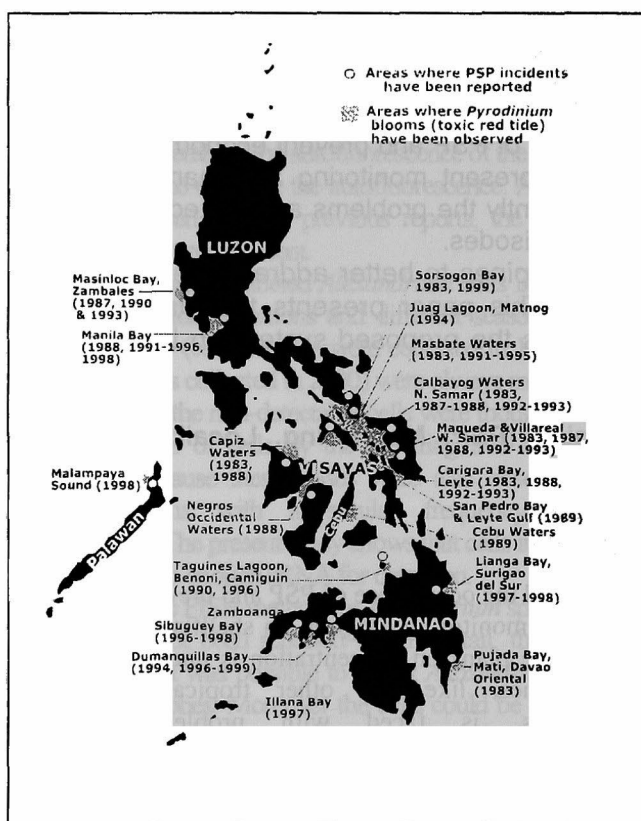 Areas where PSP incidents
have been reported
Areas where Pyrodinium
blooms (toxic red tide)
have been observed
LUZON
Masinloc Bay,
Zambales
(1987, 1990
& 1993)
Manila Bay
(1988, 1991-1996,
1998)
Sorsogon Bay
1983, 1999)
Juag Lagoon, Matnog
(1994)
Masbate Waters
(1983, 1991-1995)
Calbayog Waters
N. Samar (1983,
1987-1988, 1992-1993)
Maqueda &Villareal
W. Samar (1983, 1987,
1988, 1992-1993)
Capiz
Waters
(1983,
1988)
VISAYAS
Carigara Bay,
Leyte (1983, 1988,
1992-1993)
Malampaya
Sound (1998)
San Pedro Bay
& Leyte Gulf (1989)
Negros
Occidental
Waters (1988)
Cebu
Cebu Waters
(1989)
Palawan
Taguines Lagoon,
Benoni, Camiguin
(1990, 1996)
Lianga Bay,
Surigao
del Sur
(1997-1998)
Zamboanga
MINDANAO
Sibuguey Bay
(1996-1998)
Dumanquillas Bay
(1994, 1996-1999)
Illana Bay
(1997)
Pujada Bay,
Mati, Davao
Oriental
(1983)